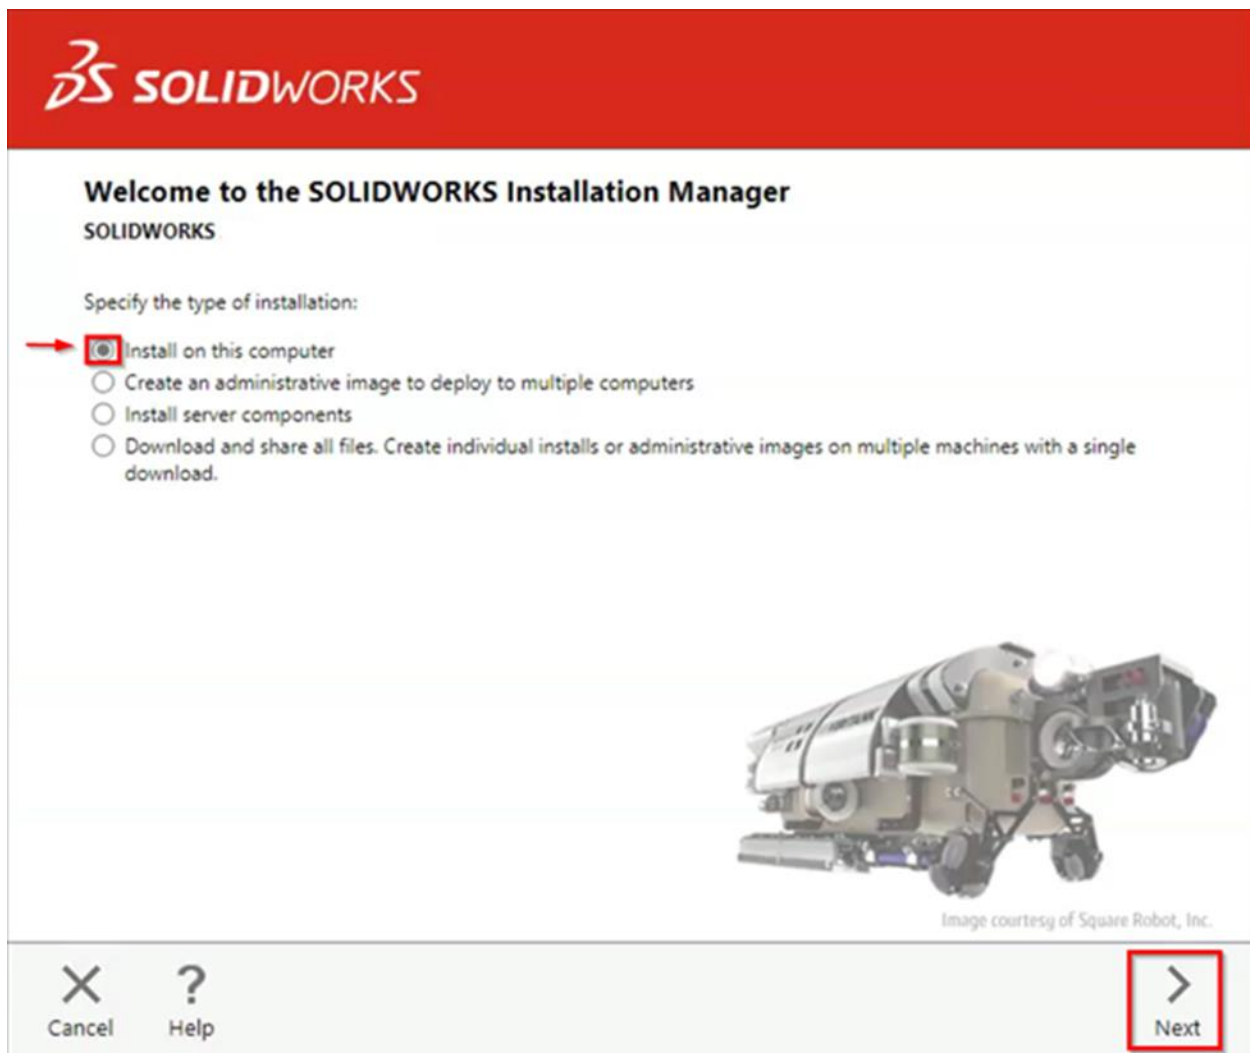 SOLIDWORKS
Welcome to the SOLIDWORKS Installation Manager
SOLIDWORKS
Specify the type of installation:
Install on this computer
Create an administrative image to deploy to multiple computers
Install server components
Download and share all files. Create individual installs or administrative images on multiple machines with a single
download.
Image courtesy of Square Robot, Inc.
Cancel
Help
Next